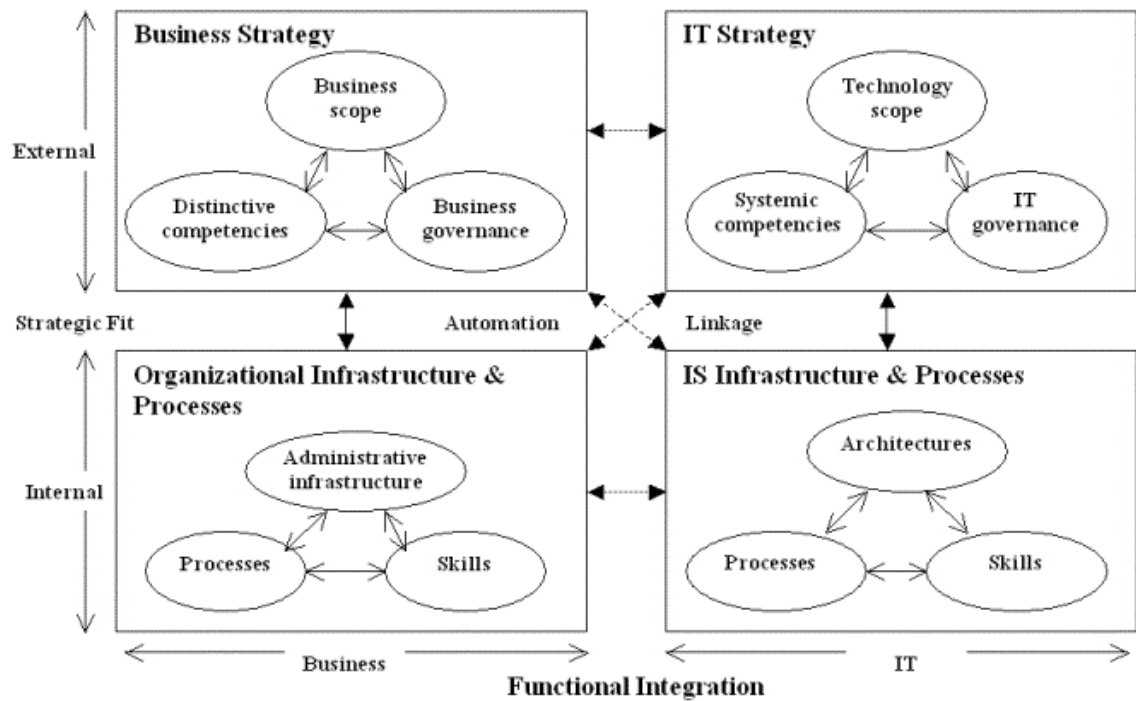 Business Strategy
IT Strategy
Business
scope
Technology
scope
External
Distinctive
competencies
Business
governance
Systemic
competencies
IT
governance
Strategic Fit
Automation
Linkage
Organizational Infrastructure &
Processes
IS Infrastructure & Processes
Administrative
infrastructure
Architectures
Internal
Processes
Skills
Processes
Skills
Business
IT
Functional Integration